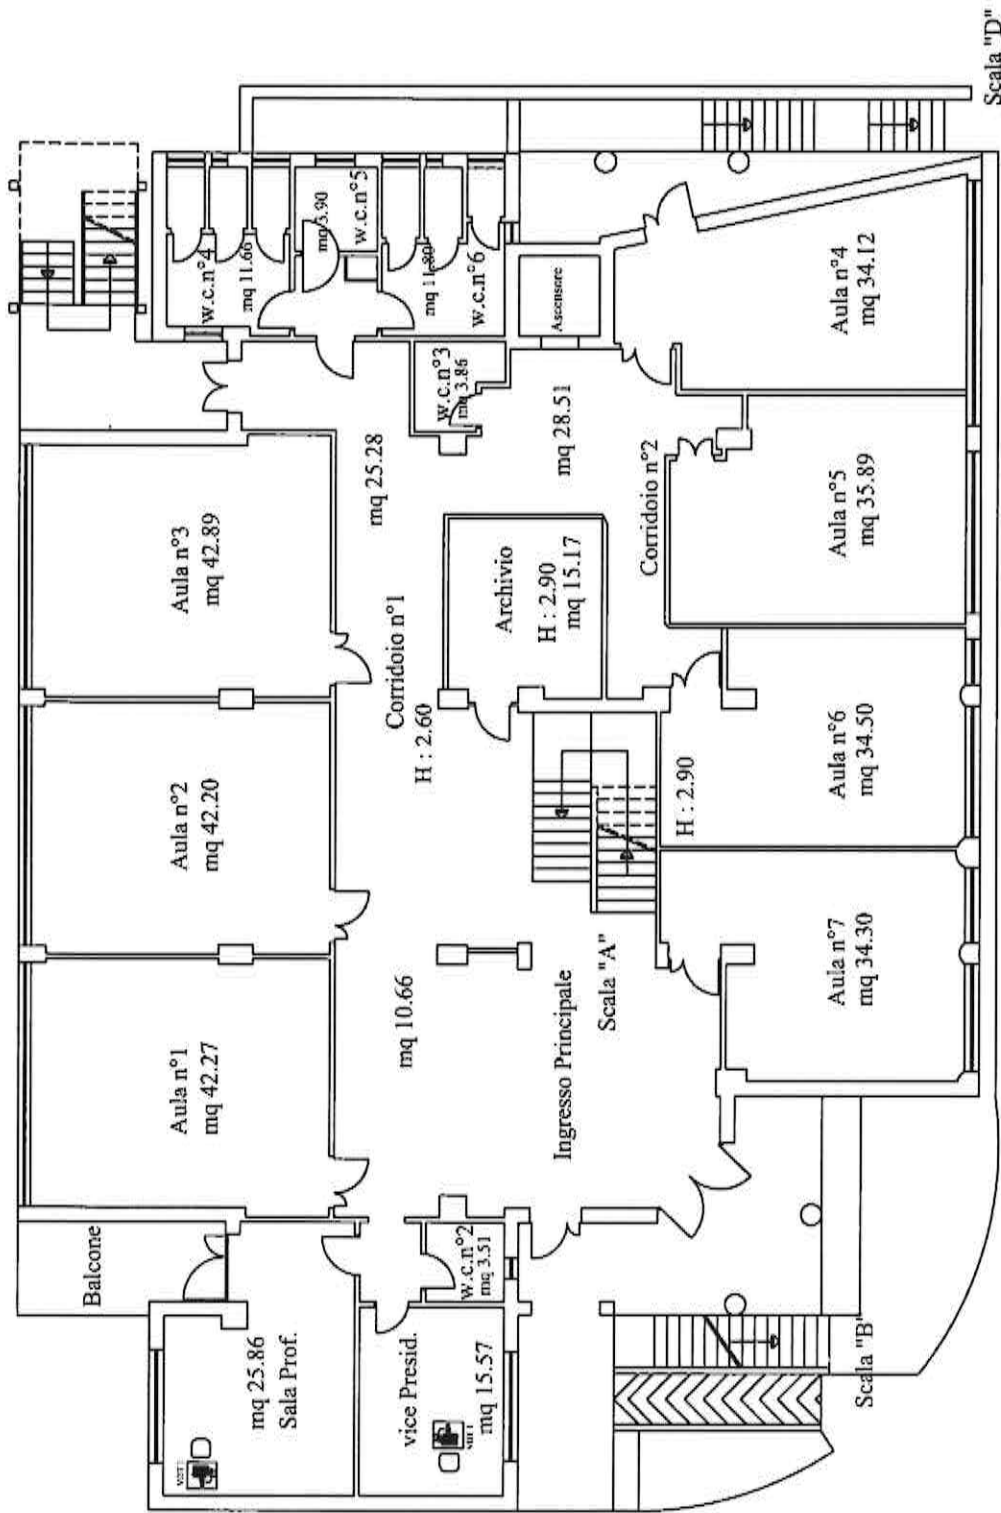 Balcone
Aula n°1
mq 42.27
Aula n°2
mq 42.20
Aula n°3
mq 42.89
w.c.n°4
mq 11.66
mq 3.90
w.c.n°5
mq 11.80
w.c.n°6
w.c.n°3
mq 3.86
Ascensore
mq 25.86
Sala Prof.
vice Presid.
mq 15.57
w.c.n°2
mq 3.51
mq 10.66
Corridoio n°1
H : 2.60
mq 25.28
Archivio
H : 2.90
mq 15.17
mq 28.51
Corridoio n°2
Ingresso Principale
Scala "A"
H : 2.90
Aula n°7
mq 34.30
Aula n°6
mq 34.50
Aula n°5
mq 35.89
Aula n°4
mq 34.12
Scala "B"
Scala "D"